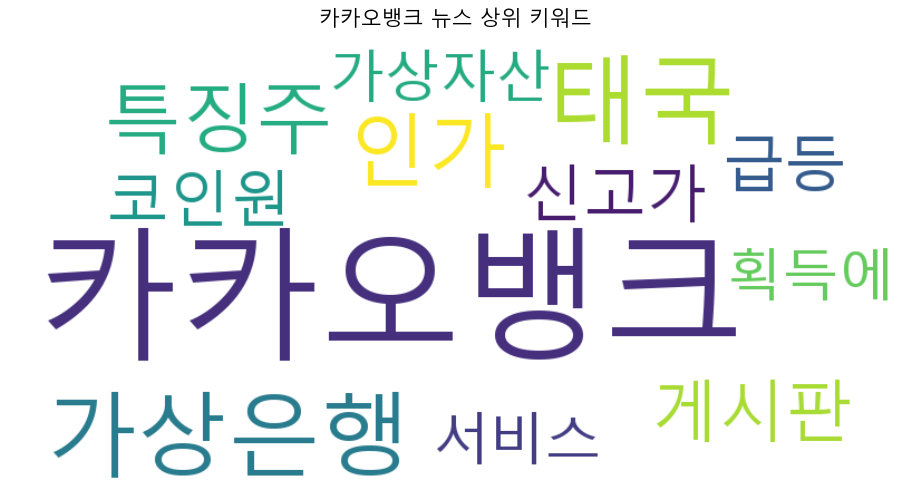 카카오뱅크 뉴스 상위 키워드
가상자산 태국
특징주 인가 급등
코인원 신고가
카카오뱅크 획득에
가상은행 서비스 게시판